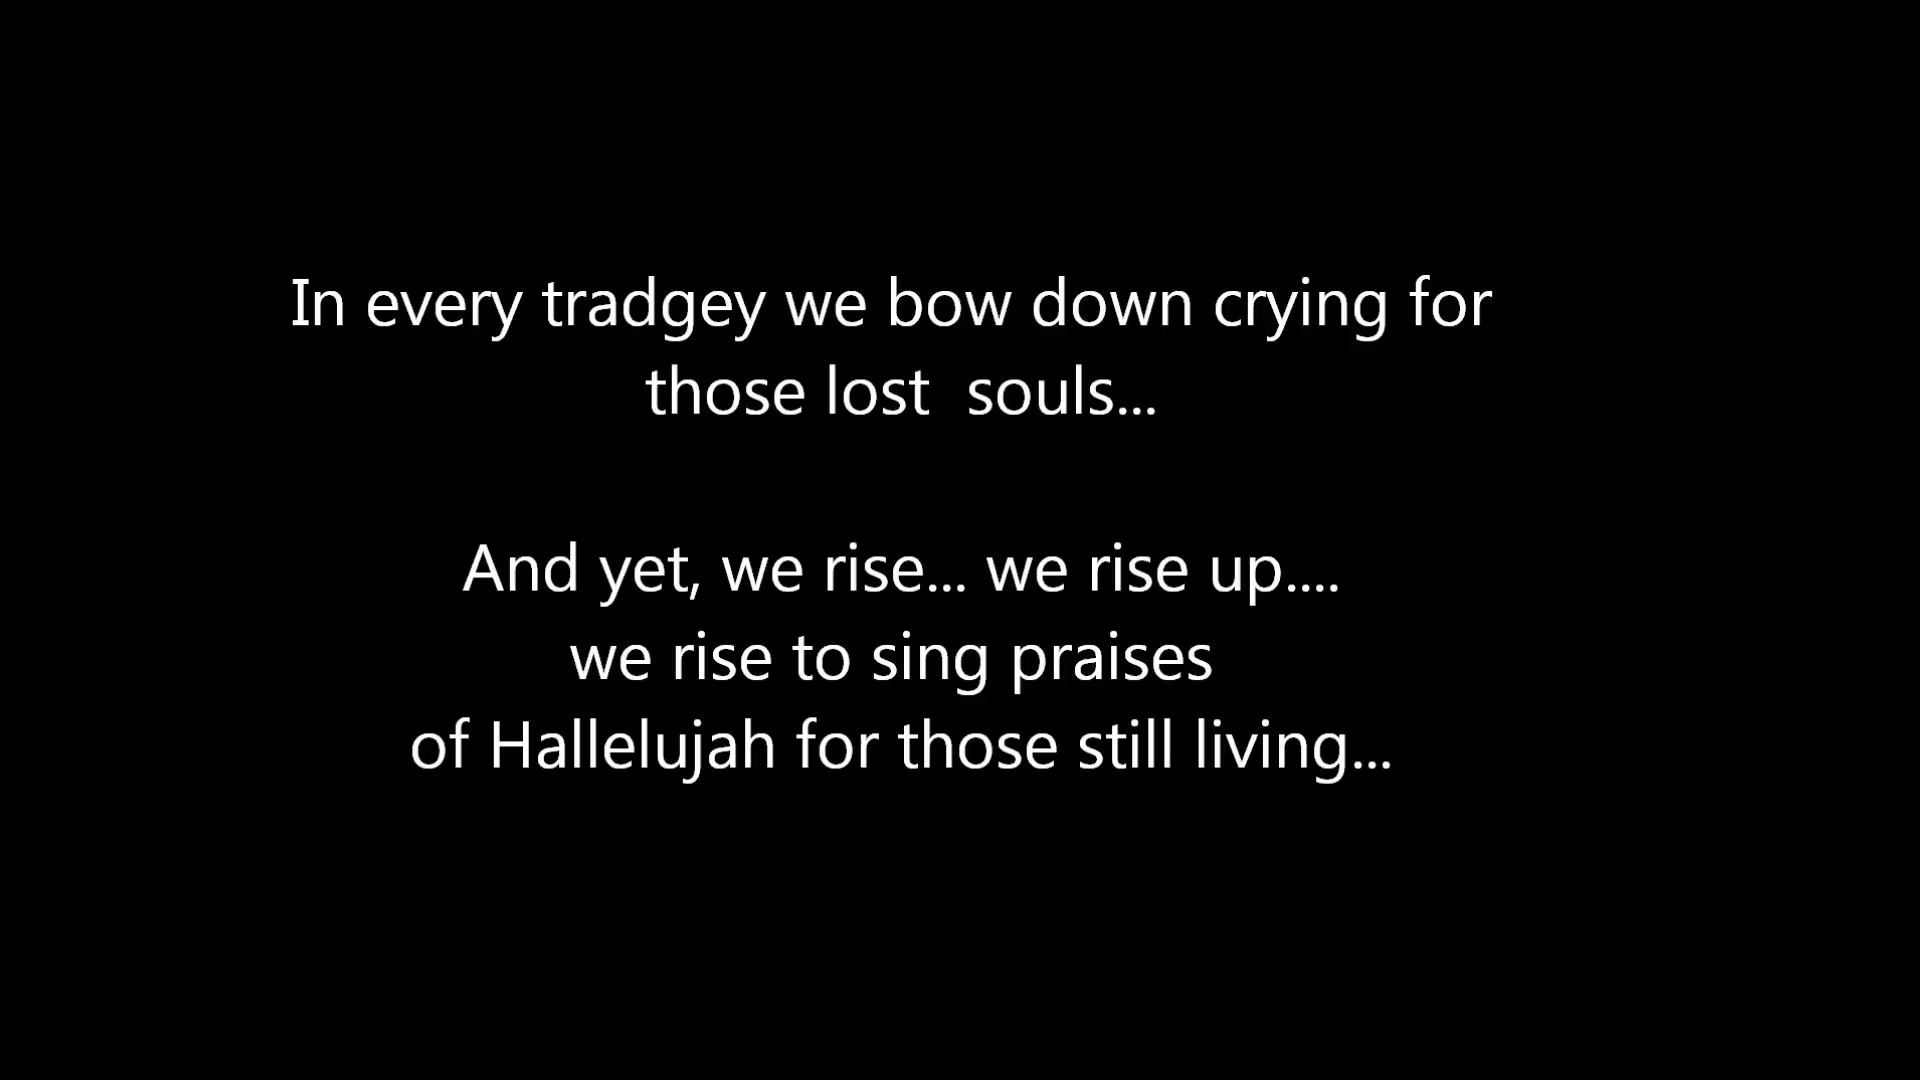 In every tradgey we bow down crying for
those lost  souls...
And yet, we rise... we rise up....
we rise to sing praises
of Hallelujah for those still living...